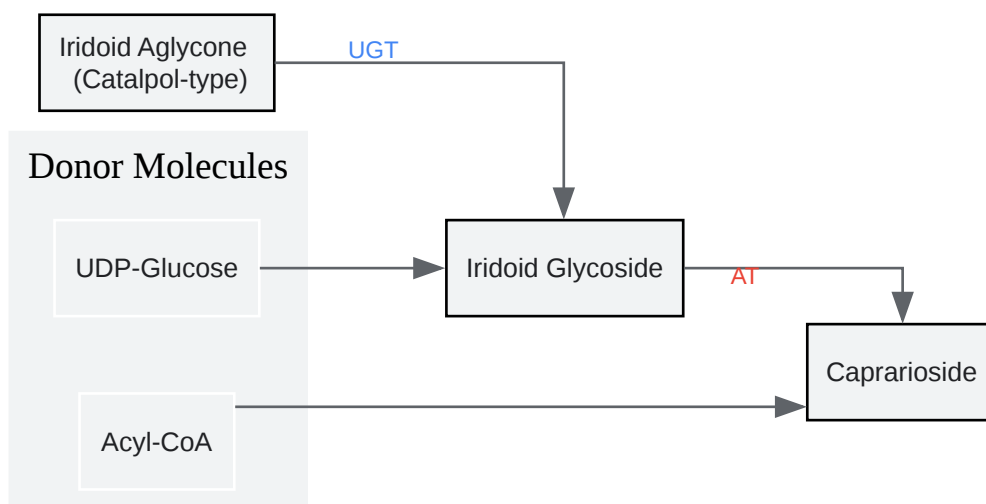 Iridoid Aglycone
(Catalpol-type)
UGT
Donor Molecules
UDP-Glucose
Iridoid Glycoside
AT
Caprarioside
Acyl-CoA